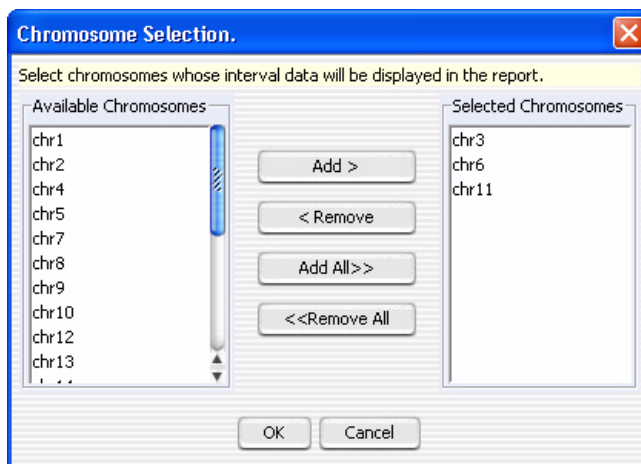 Chromosome Selection.
Select chromosomes whose interval data will be displayed in the report.
Available Chromosomes
chr1
chr2
chr4
chr5
chr7
chr8
chr9
chr10
chr12
chr13
Add >
< Remove
Add All>>
<<Remove All
Selected Chromosomes
chr3
chr6
chr11
OK
Cancel